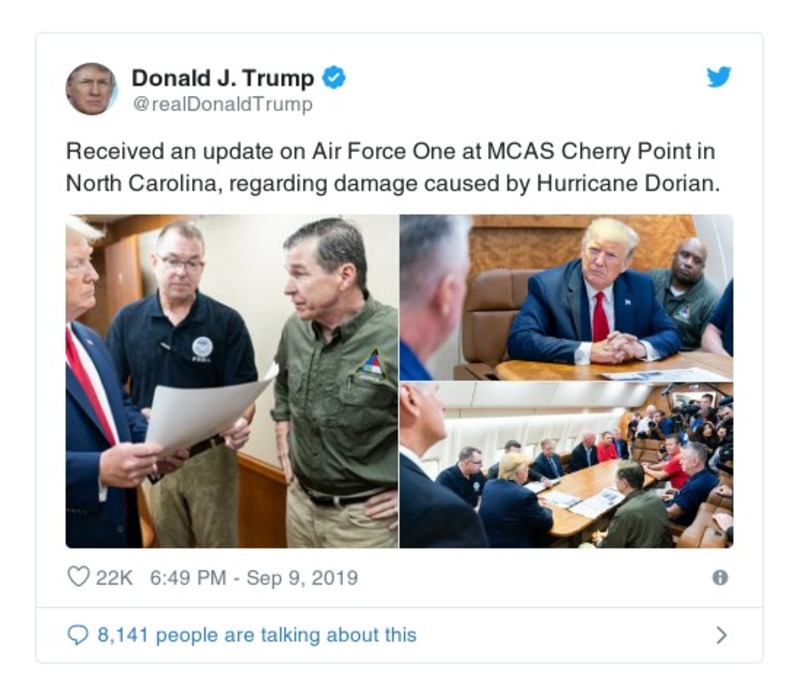 Donald J. Trump
@realDonaldTrump
Received an update on Air Force One at MCAS Cherry Point in
North Carolina, regarding damage caused by Hurricane Dorian.
FEMA
22K 6:49 PM - Sep 9, 2019
8,141 people are talking about this